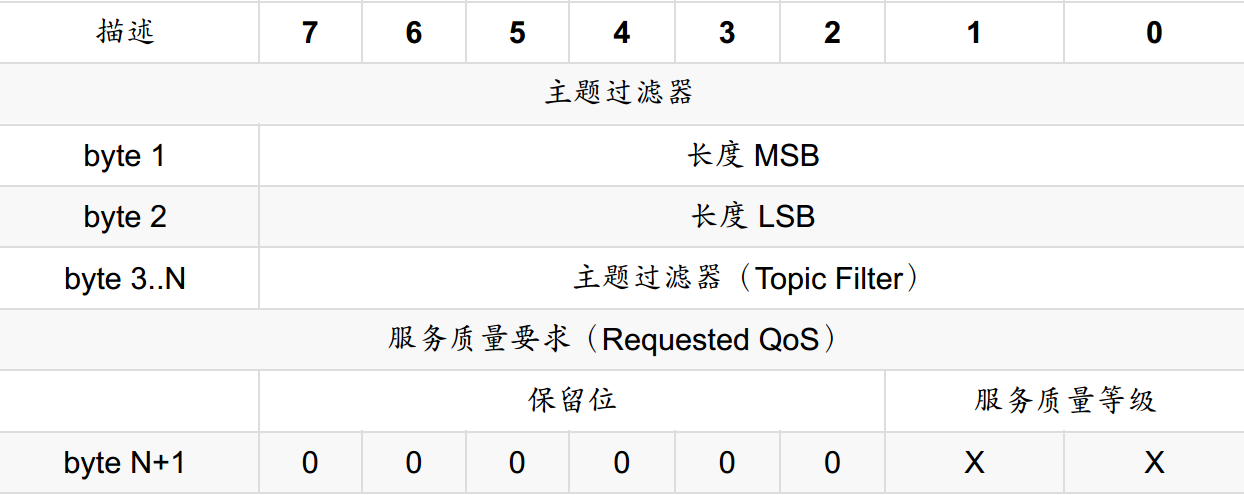 描述 7 6 5 4 3 2 1 0
主题过滤器
byte 1 长度 MSB
byte 2 长度 LSB
byte 3..N 主题过滤器（Topic Filter）
服务质量要求（Requested QoS）
保留位 服务质量等级
byte N+1 0 0 0 0 0 0 X X